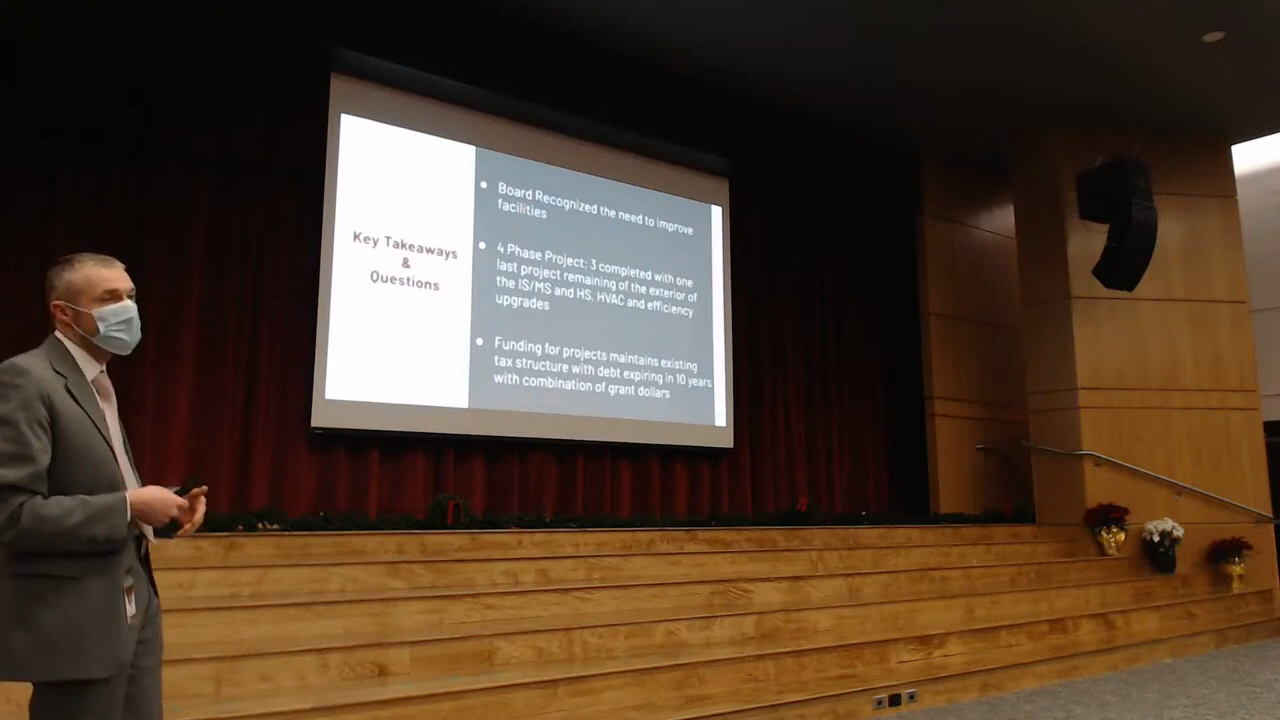 Key Takeaways
&
Questions
Board Recognized the need to improve
facilities
4 Phase Project; 3 completed with one
last project remaining of the exterior of
the IS/MS and HS, HVAC and efficiency
upgrades
Funding for projects maintains existing
tax structure with debt expiring in 10 years
with combination of grant dollars